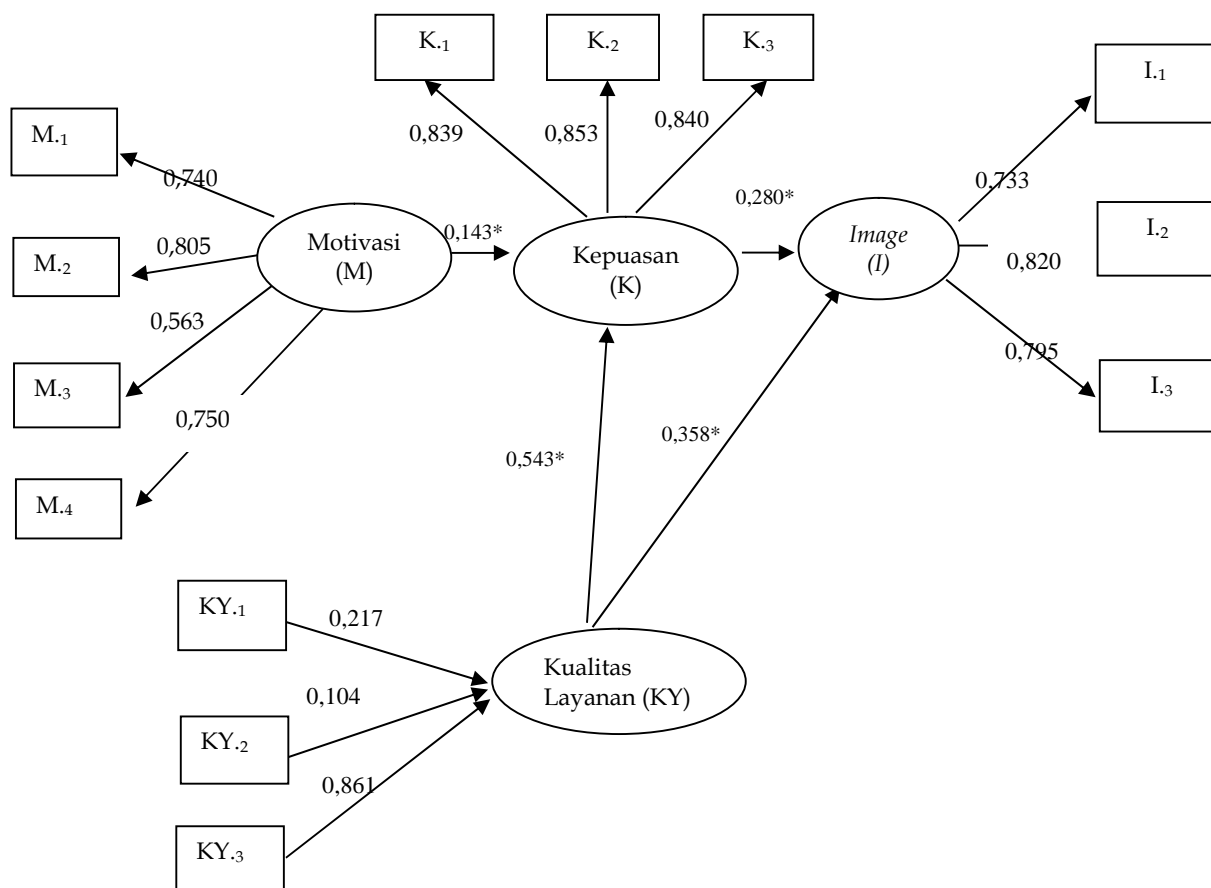 K.₁
K.₂
K.₃
I.₁
M.₁
0,839
0,853
0,840
0,740
0,733
0,280*
Motivasi
(M)
0,143*
Kepuasan
(K)
Image
(I)
I.₂
M.₂
0,805
0,820
0,563
0,795
M.₃
I.₃
0,750
0,543*
0,358*
M.₄
KY.₁
0,217
Kualitas
Layanan (KY)
0,104
KY.₂
0,861
KY.₃